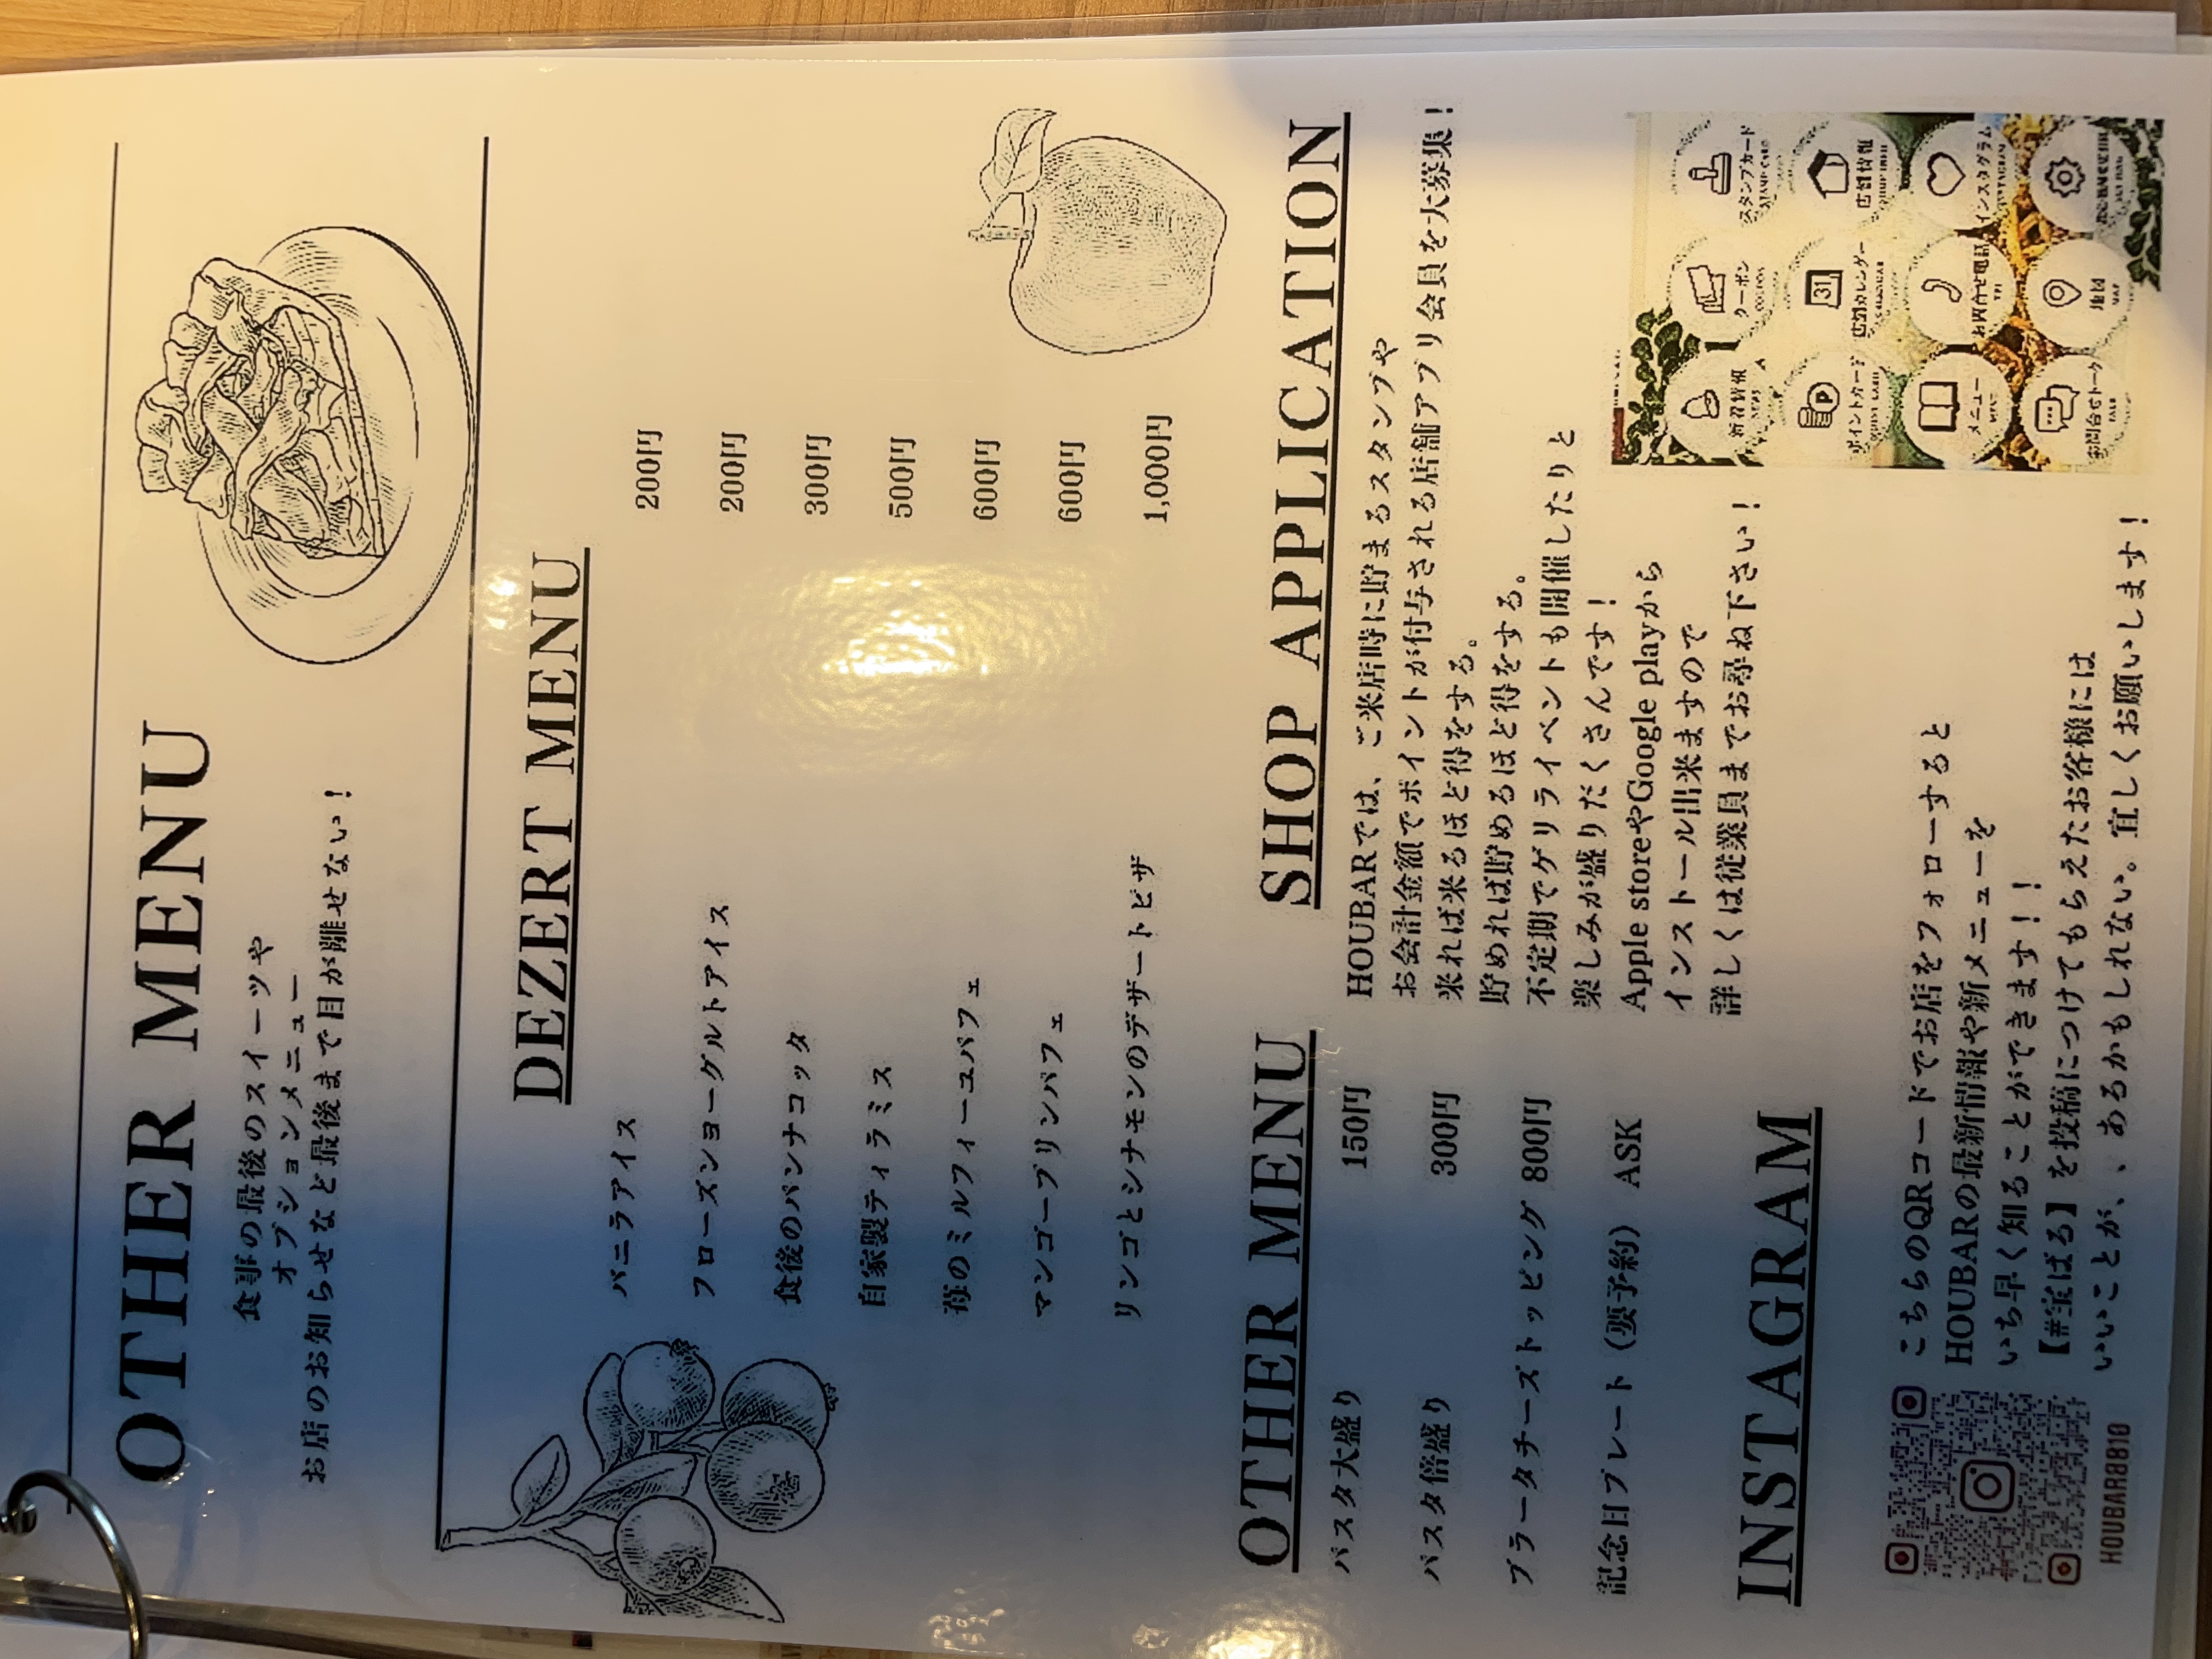 OTHER MENU
食事の最後のスイーツや
オプションメニュー
お店のお知らせなど最後まで目が離せない！
DEZERT MENU
バニラアイス 200円
フローズンヨーグルトアイス 200円
食後のパンナコッタ 300円
自家製ティラミス 500円
苺のミルフィーユパフェ 600円
マンゴープリンパフェ 600円
リンゴとシナモンのデザートピザ 1,000円
OTHER MENU
パスタ大盛り 150円
パスタ倍盛り 300円
ブラータチーズトッピング 800円
記念日プレート（要予約） ASK
SHOP APPLICATION
HOUBARでは、ご来店時に貯まるスタンプや
お会計金額でポイントが付与される店舗アプリ会員を大募集！
来れば来るほど得をする。
貯めれば貯めるほど得をする。
不定期でゲリライベントも開催したりと
楽しみが盛りだくさんです！
Apple storeやGoogle playから
インストール出来ますので
詳しくは従業員までお尋ね下さい！
新着情報
クーポン
スタンプカード
ポイントカード
店舗カレンダー
店舗情報
メニュー
お問合せ電話
インスタグラム
お問合せトーク
地図
INSTAGRAM
こちらのQRコードでお店をフォローすると
HOUBARの最新情報や新メニューを
いち早く知ることができます！！
【#宝ばる】を投稿につけてもらえたお客様には
いいことが、、あるかもしれない。宜しくお願いします！
HOUBAR8810